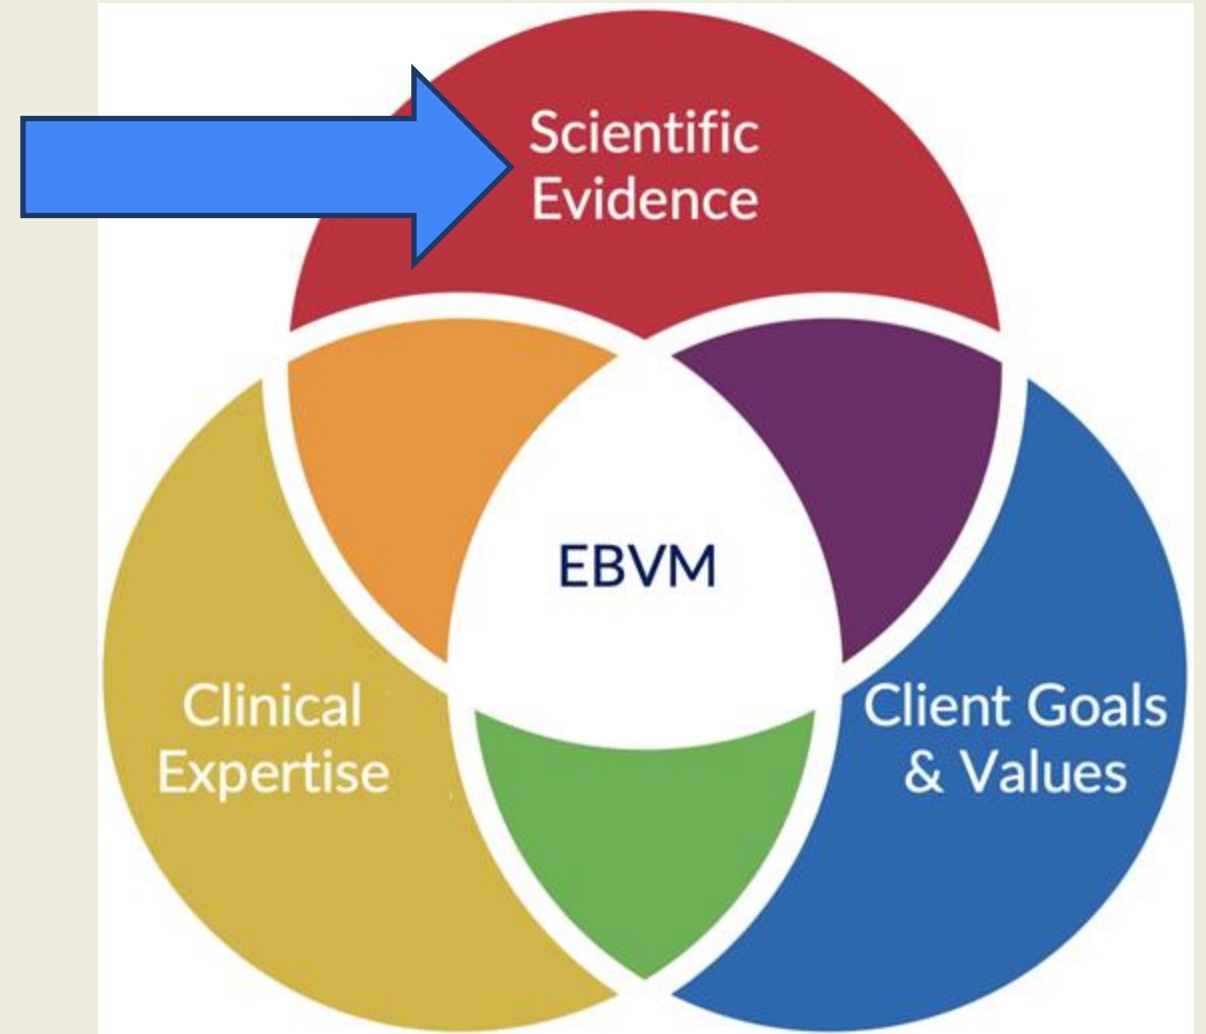 Scientific
Evidence
EBVM
Clinical
Expertise
Client Goals
& Values